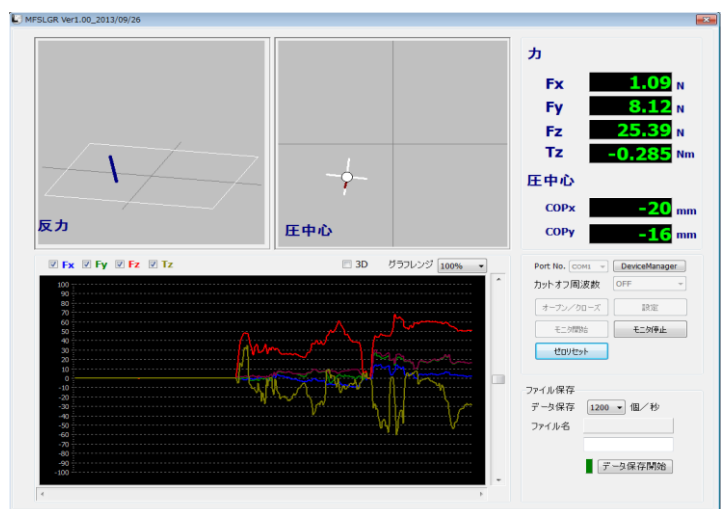 MFSLGR Ver1.00_2013/09/26
反力
圧中心
力
Fx 1.09 N
Fy 8.12 N
Fz 25.39 N
Tz -0.285 Nm
圧中心
COPx -20 mm
COPy -16 mm
Fx Fy Fz Tz 3D グラフレンジ 100%
100
90
80
70
60
50
40
30
20
10
0
-10
-20
-30
-40
-50
-60
-70
-80
-90
-100
Port No. COM1 DeviceManager
カットオフ周波数 OFF
オープン/クローズ 設定
モニタ開始 モニタ停止
ゼロリセット
ファイル保存
データ保存 1200 個/秒
ファイル名
データ保存開始